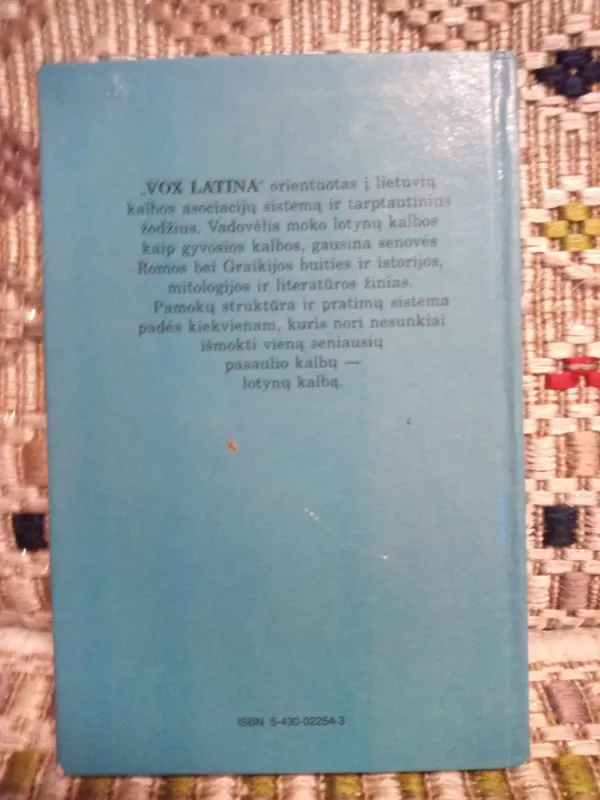 „VOX LATINA“ orientuotas į lietuvių
kalbos asociacijų sistemą ir tarptautinius
žodžius. Vadovėlis moko lotynų kalbos
kaip gyvosios kalbos, gausina senovės
Romos bei Graikijos buities ir istorijos,
mitologijos ir literatūros žinias.
Pamokų struktūra ir pratimų sistema
padės kiekvienam, kuris nori nesunkiai
išmokti vieną seniausių
pasaulio kalbų —
lotynų kalbą.
ISBN 5-430-02254-3